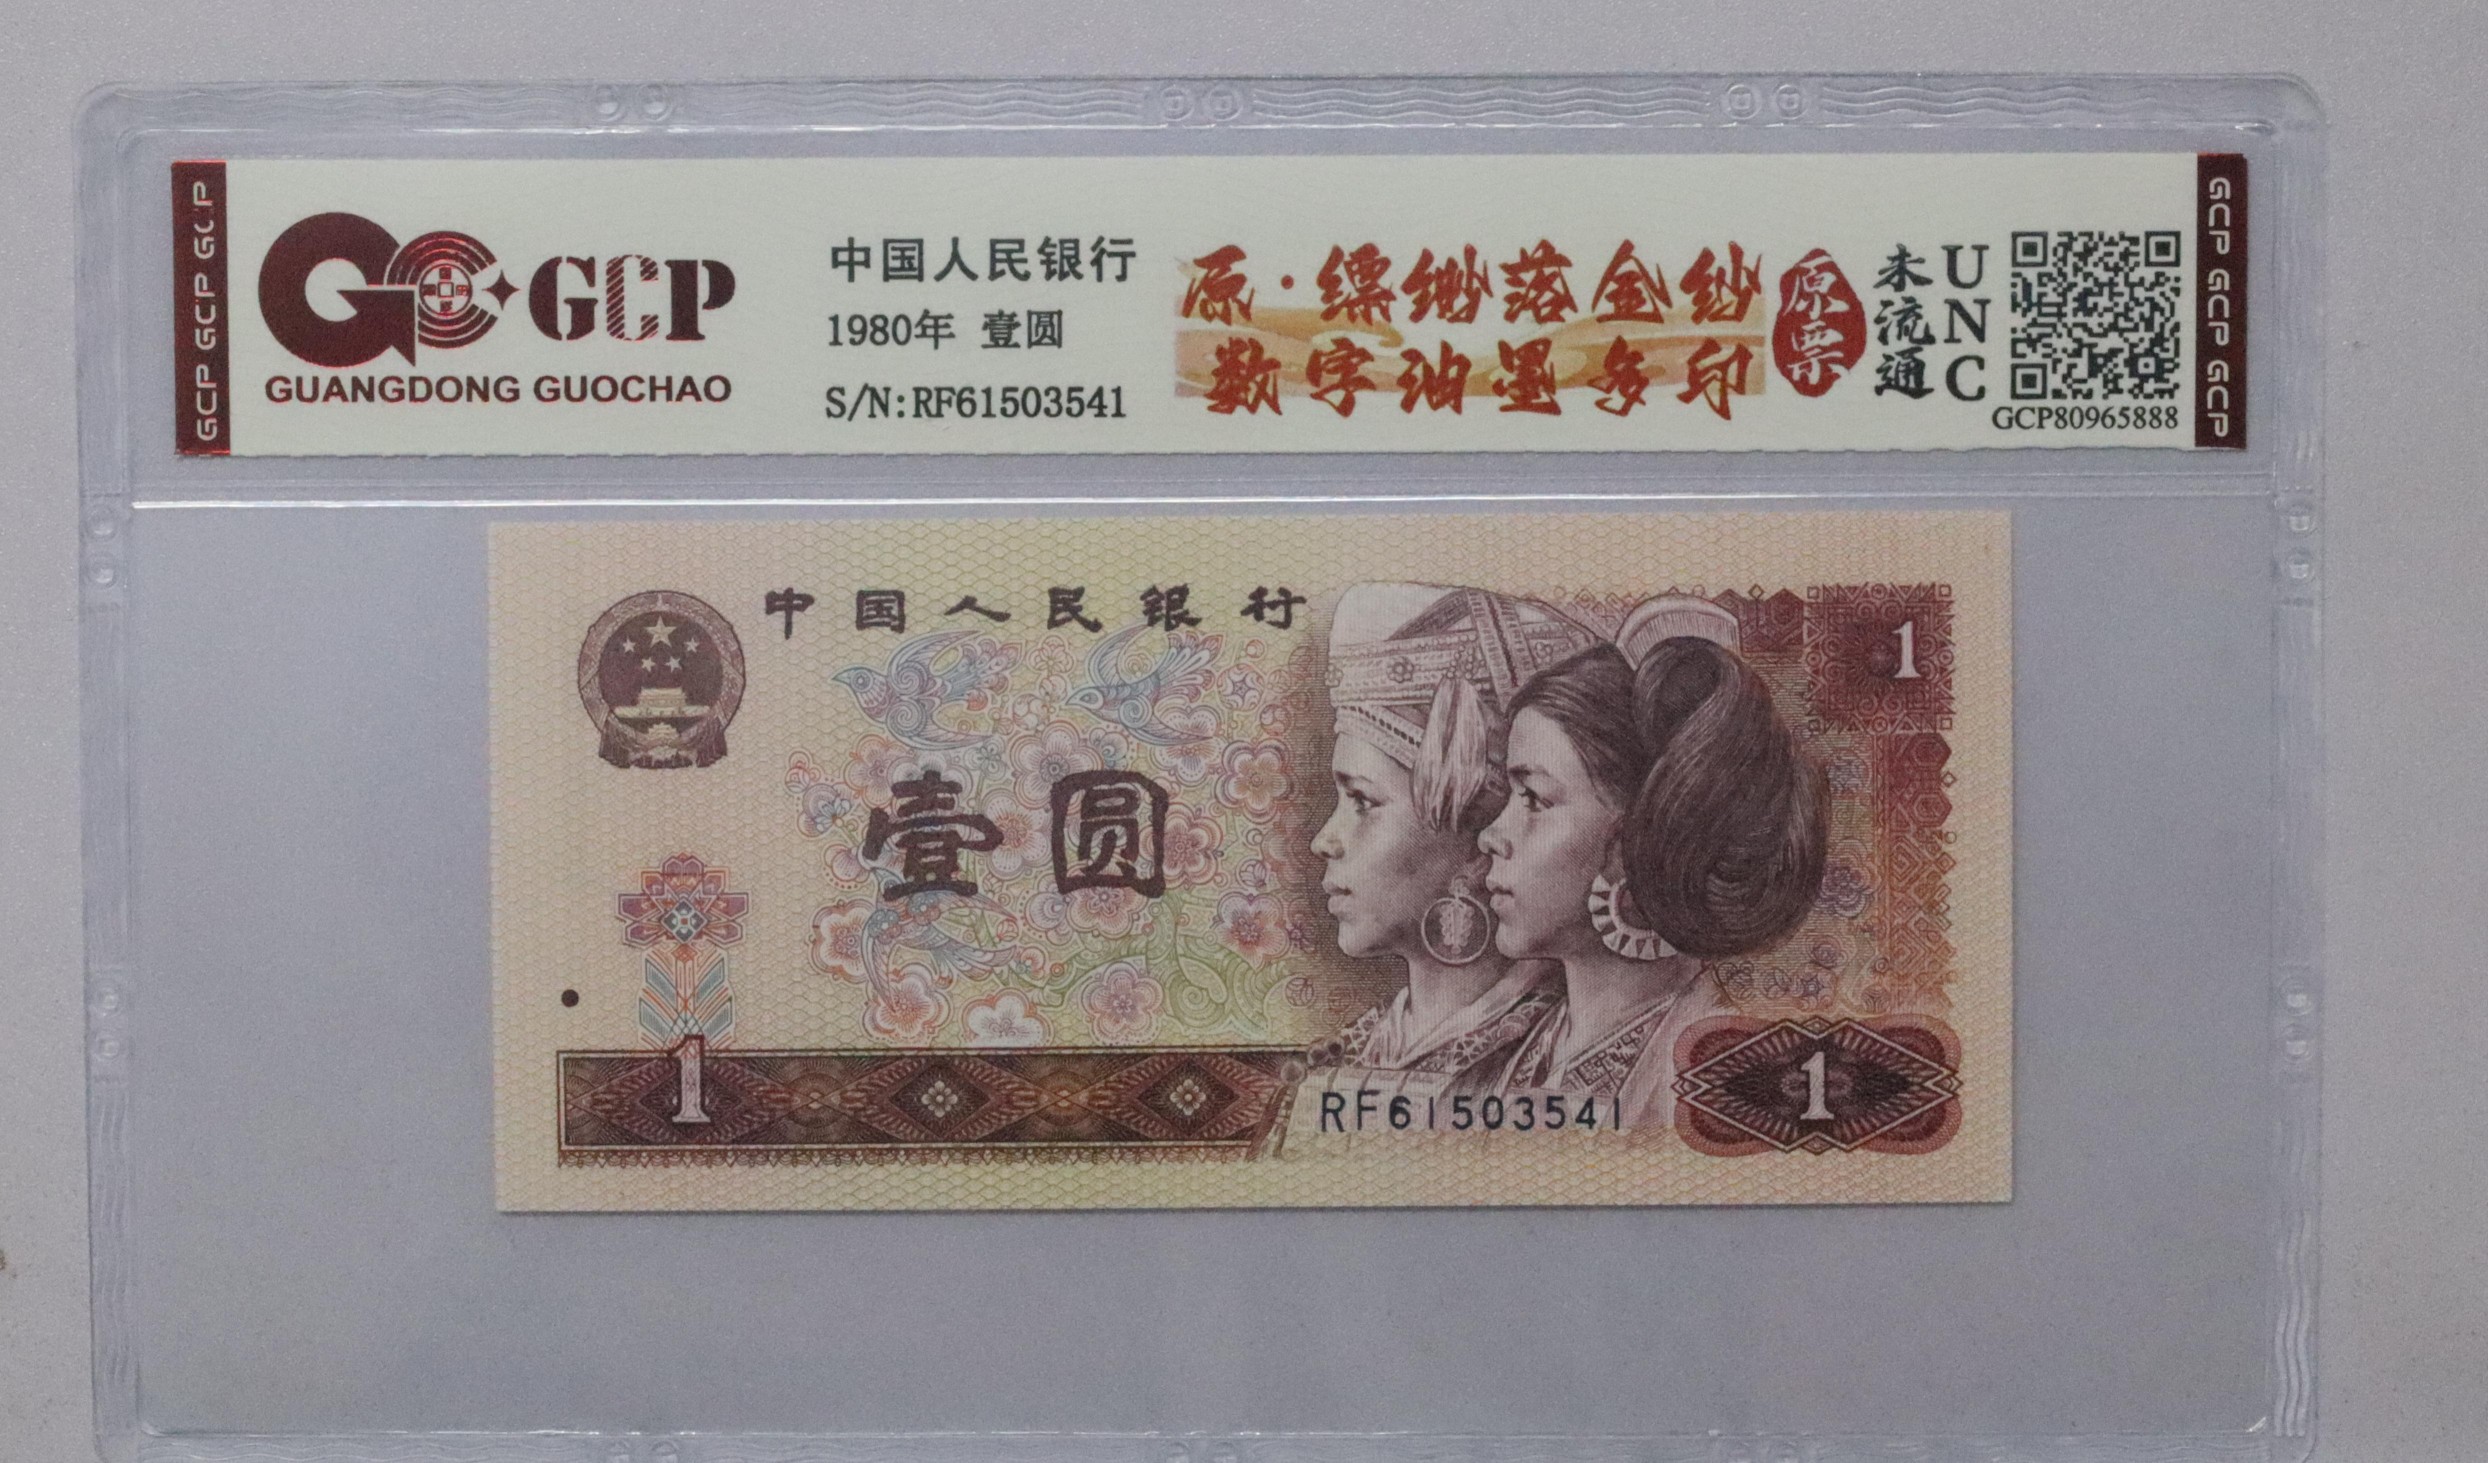 GCP GCP GCP
GCP
GUANGDONG GUOCHAO
中国人民银行
1980年 壹圆
S/N:RF61503541
原·缥缈落金纱
数字油墨多印
原票
未流通
UNC
GCP80965888
GCP GCP GCP
中国人民银行
1
壹圆
1
RF61503541
1